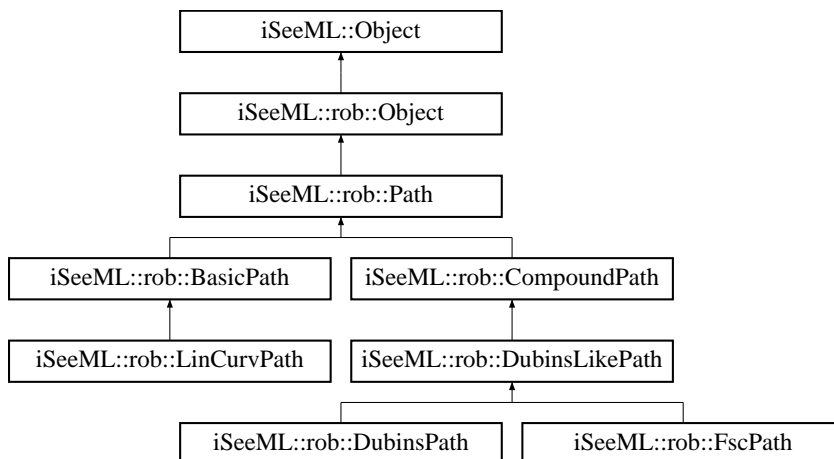 iSeeML::Object
iSeeML::rob::Object
iSeeML::rob::Path
iSeeML::rob::BasicPath
iSeeML::rob::CompoundPath
iSeeML::rob::LinCurvPath
iSeeML::rob::DubinsLikePath
iSeeML::rob::DubinsPath
iSeeML::rob::FscPath